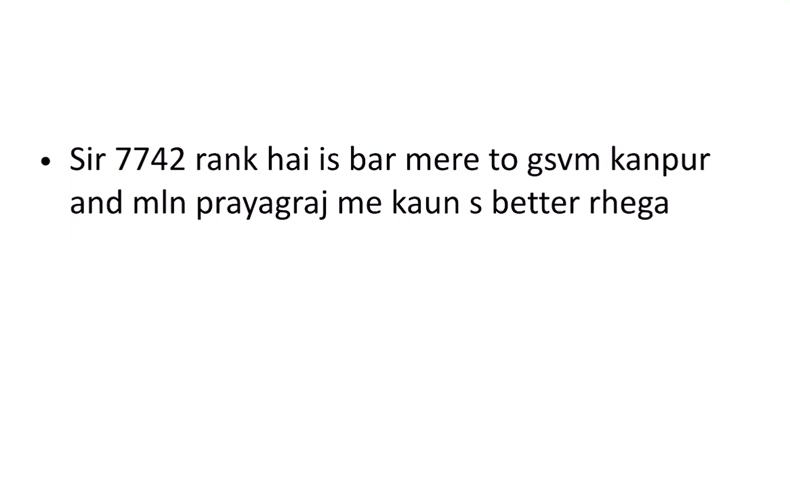 • Sir 7742 rank hai is bar mere to gsvm kanpur
and mln prayagraj me kaun s better rhega